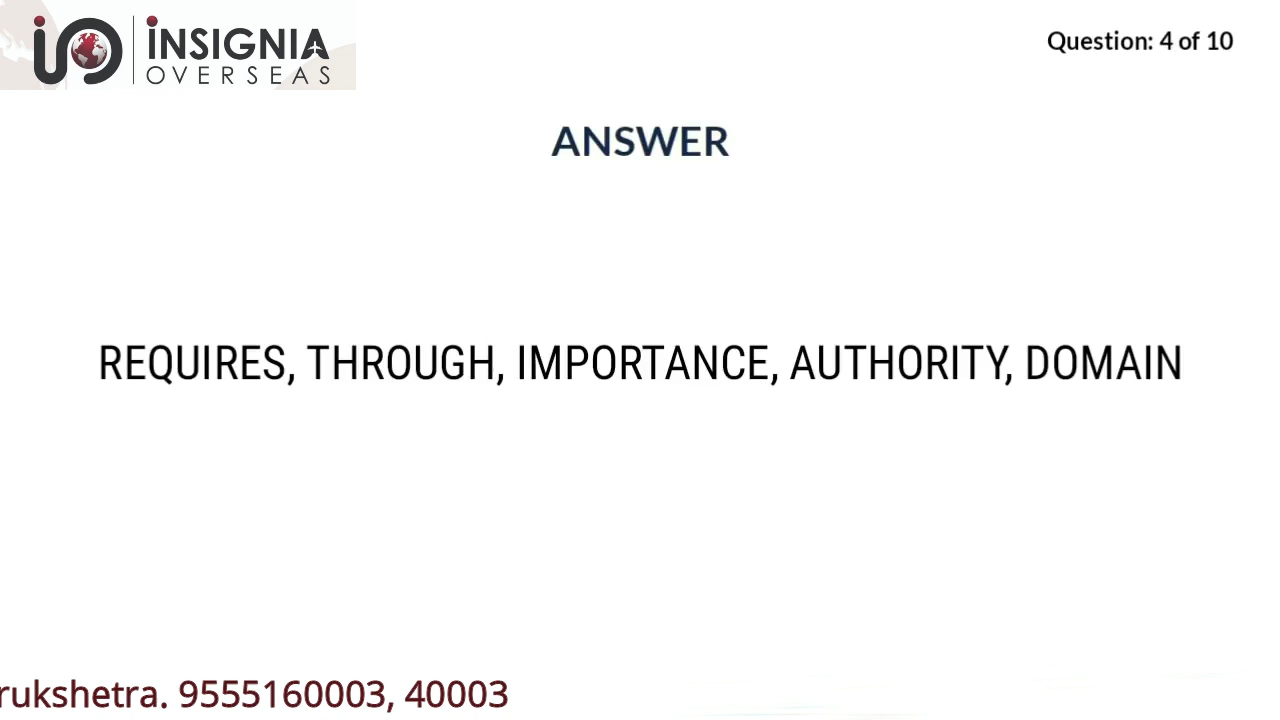 INSIGNIA
OVERSEAS
Question: 4 of 10
ANSWER
REQUIRES, THROUGH, IMPORTANCE, AUTHORITY, DOMAIN
rukshetra. 9555160003, 40003